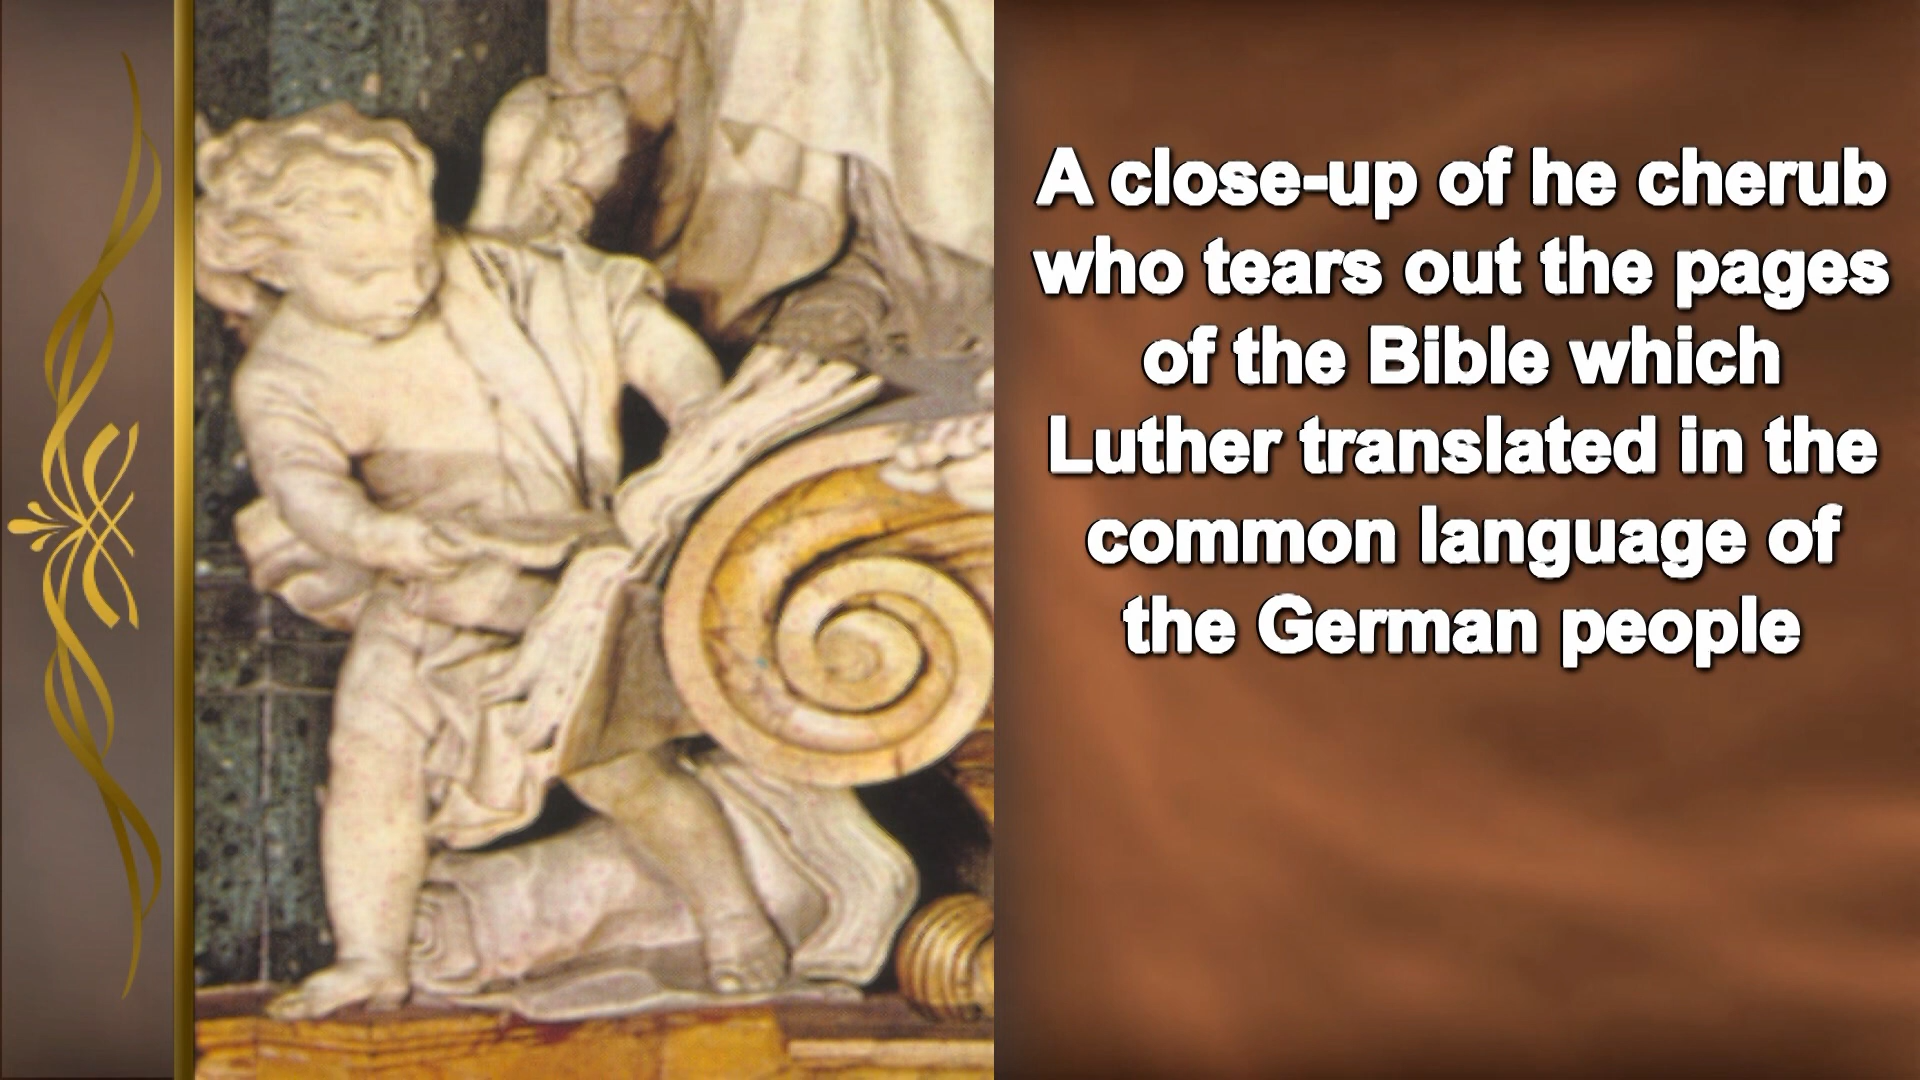 A close-up of he cherub
who tears out the pages
of the Bible which
Luther translated in the
common language of
the German people